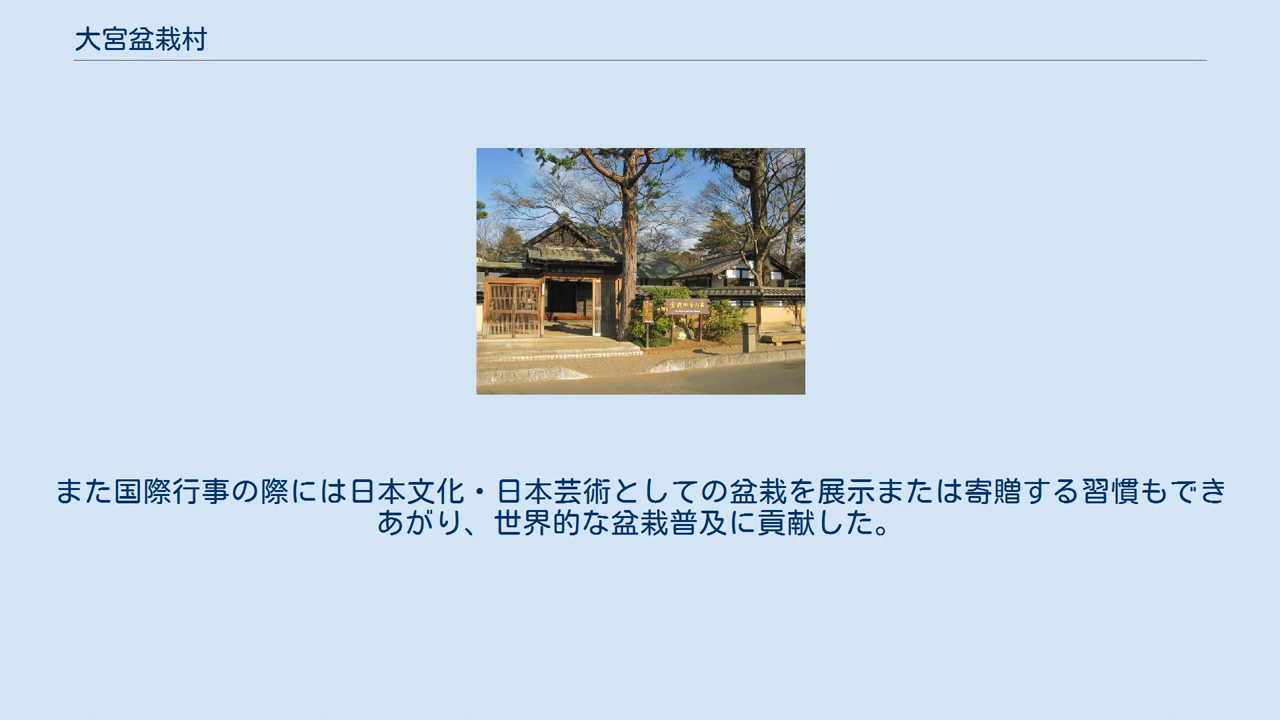 大宮盆栽村
また国際行事の際には日本文化・日本芸術としての盆栽を展示または寄贈する習慣もでき
あがり、世界的な盆栽普及に貢献した。